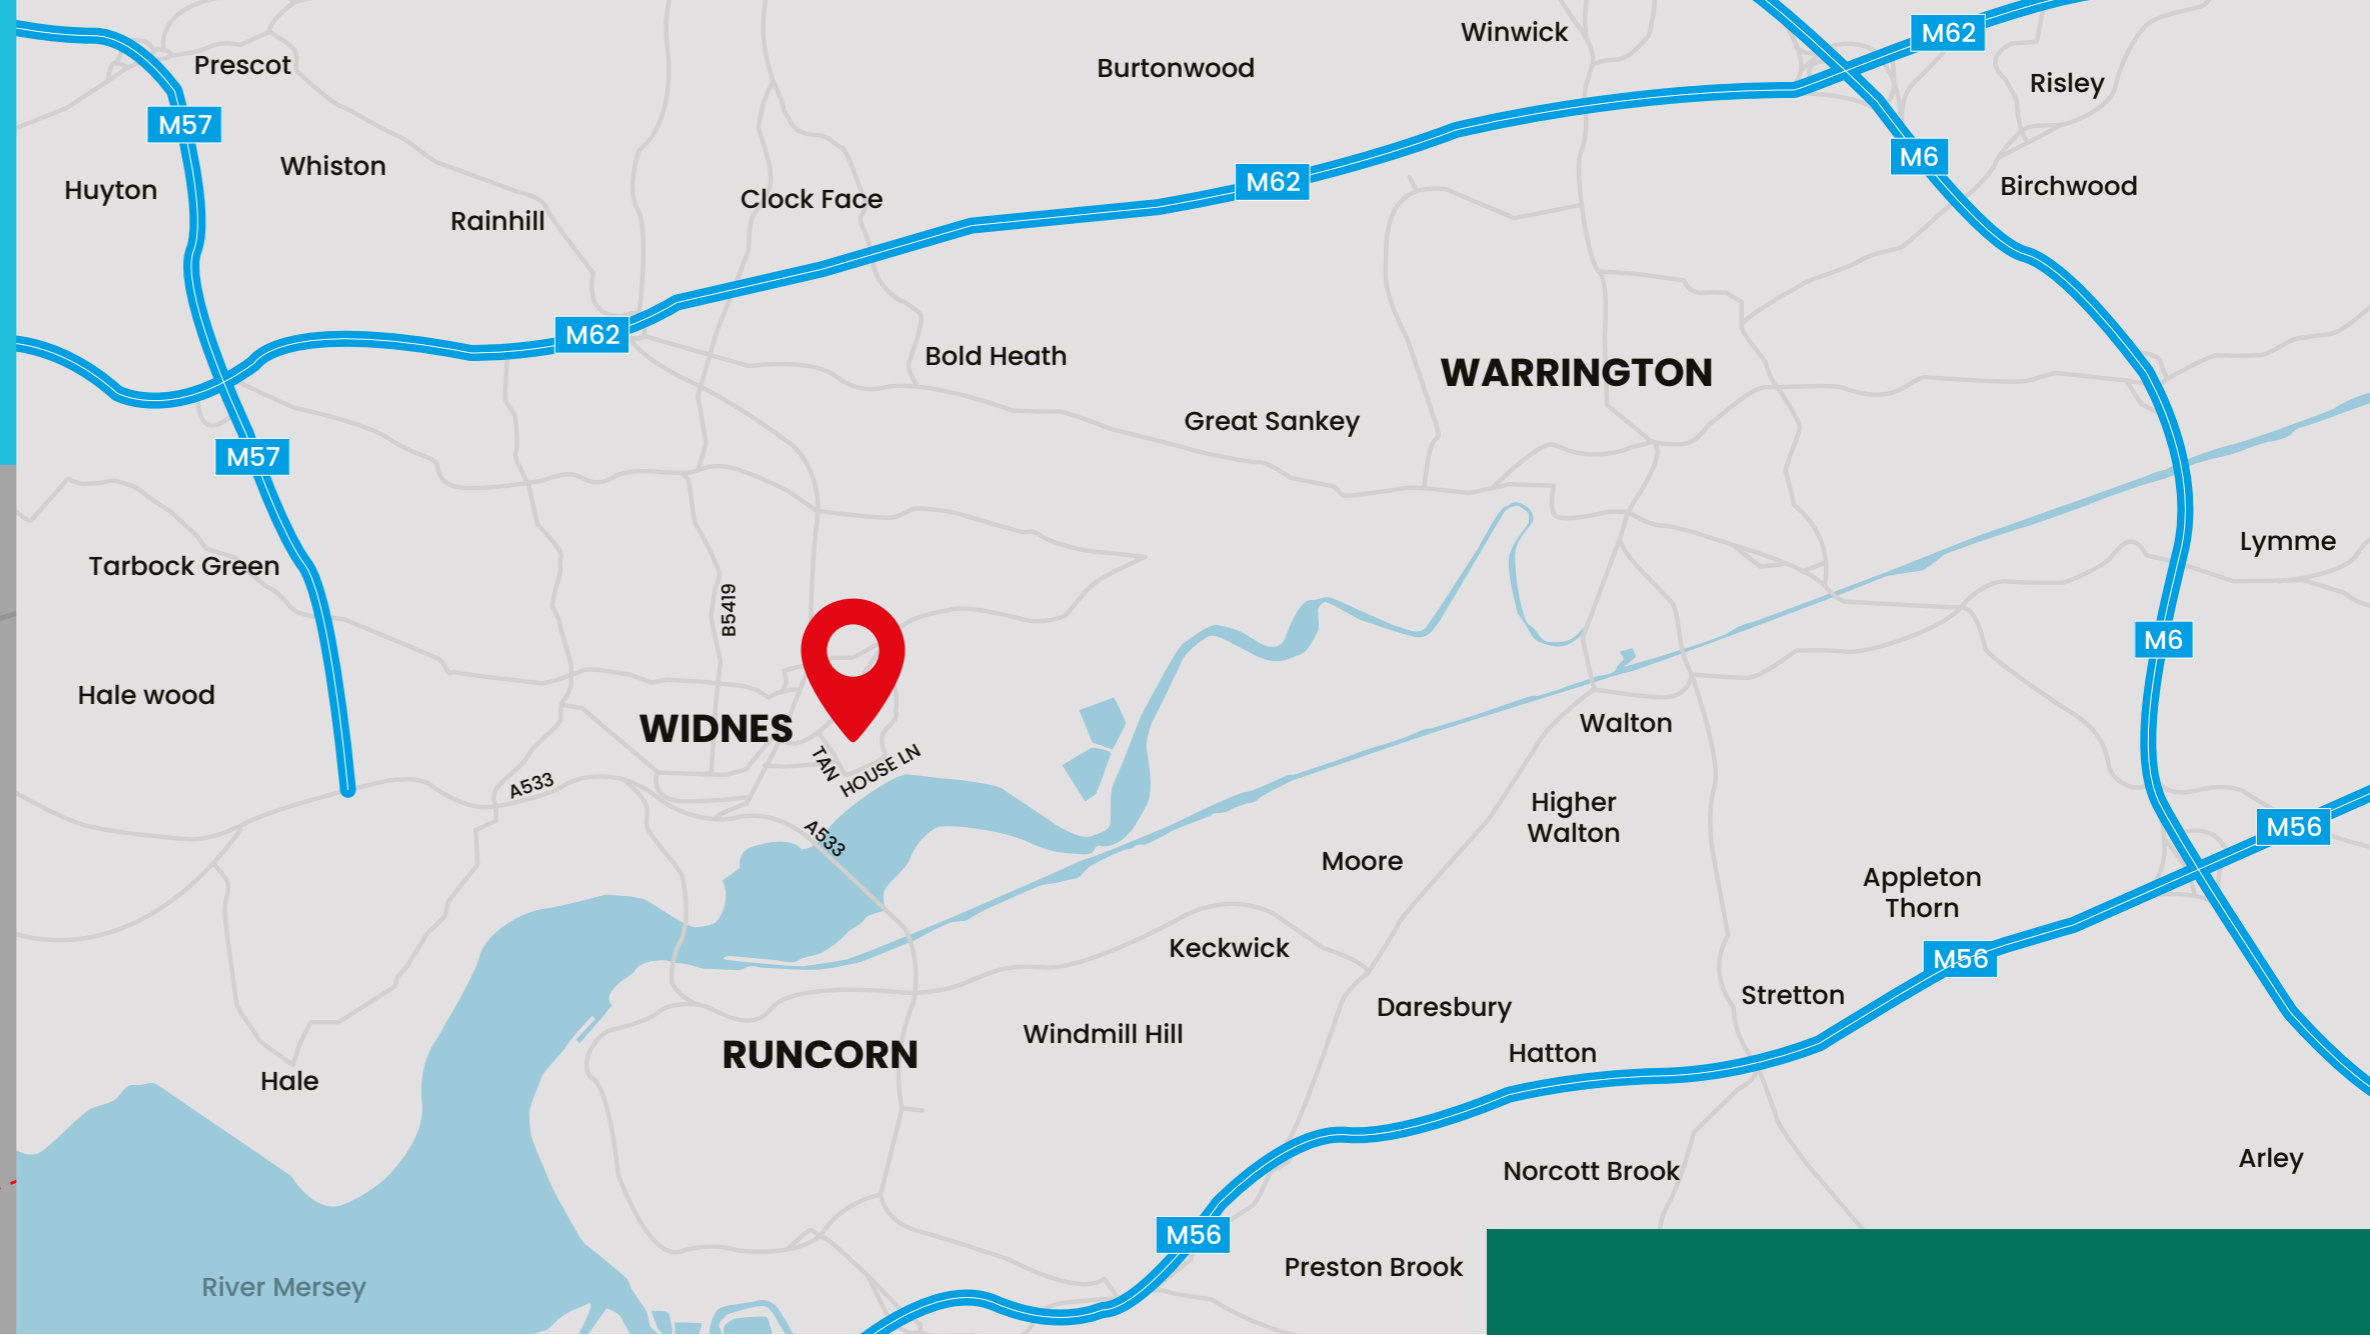 Winwick
M62
Prescot
Burtonwood
Risley
M57
M6
Whiston
M62
Huyton
Birchwood
Clock Face
Rainhill
M62
Bold Heath
WARRINGTON
Great Sankey
M57
Lymme
Tarbock Green
B5419
M6
Hale wood
WIDNES
Walton
TAN
HOUSE LN
A533
Higher
Walton
M56
A533
Moore
Appleton
Thorn
Keckwick
M56
Stretton
Daresbury
Windmill Hill
Hatton
RUNCORN
Hale
Arley
Norcott Brook
M56
Preston Brook
River Mersey